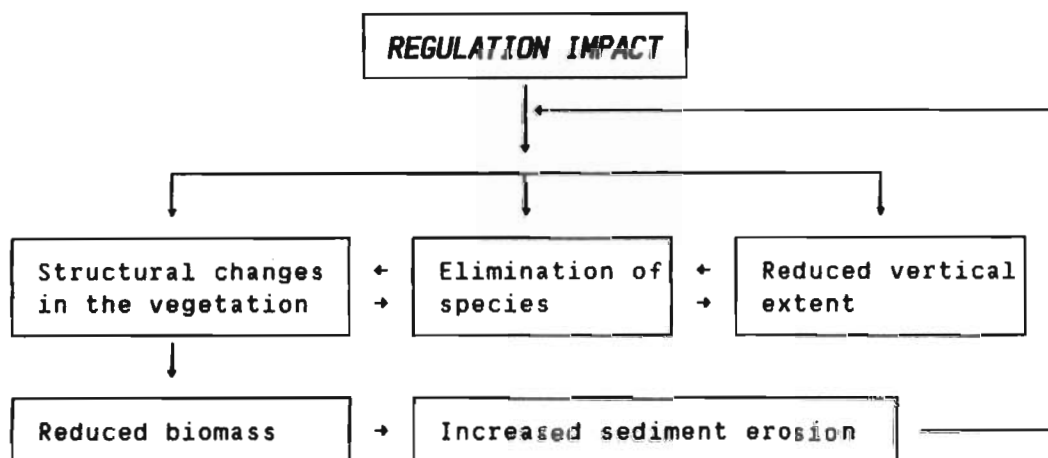 REGULATION IMPACT
Structural changes
in the vegetation
Elimination of
species
Reduced vertical
extent
Reduced biomass
Increased sediment erosion